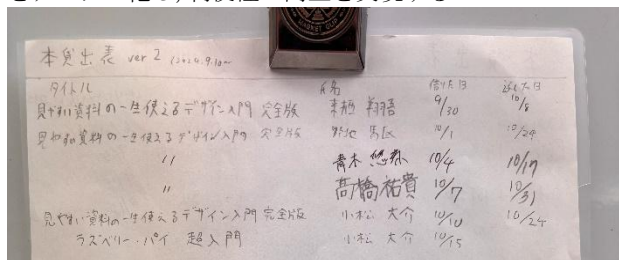 本貸出表 ver 2 (2024.9.10~
タイトル 氏名 借りた日 返した日
見やすい資料の一生使えるデザイン入門 完全版 翔悟 9/30 10/8
見やすい資料の一生使えるデザイン入門 完全版 10/1 10/29
〃 青木 悠 10/4 10/17
〃 髙橋祐貴 10/7 10/31
見やすい資料の一生使えるデザイン入門 完全版 小松 大介 10/10 10/24
ラズベリー・パイ 超入門 小松 大介 10/15